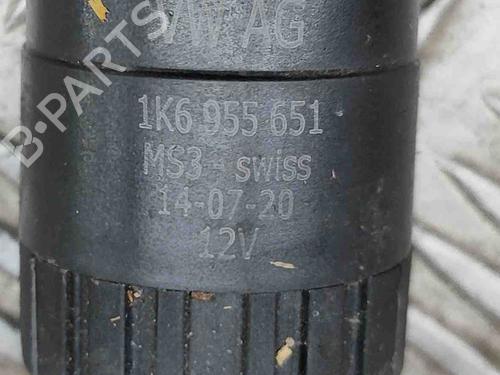 VW AG
1K6 955 651
MS3 - swiss
14-07-20
12V
B-PARTS